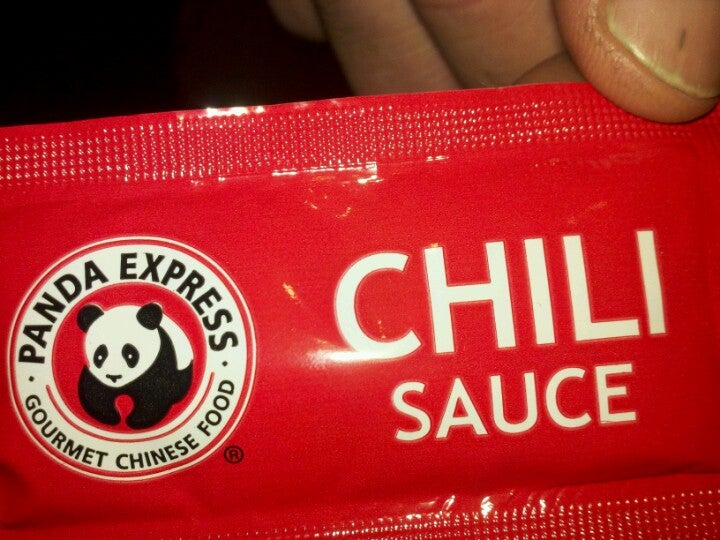 PANDA EXPRESS
GOURMET CHINESE FOOD
®
CHILI
SAUCE